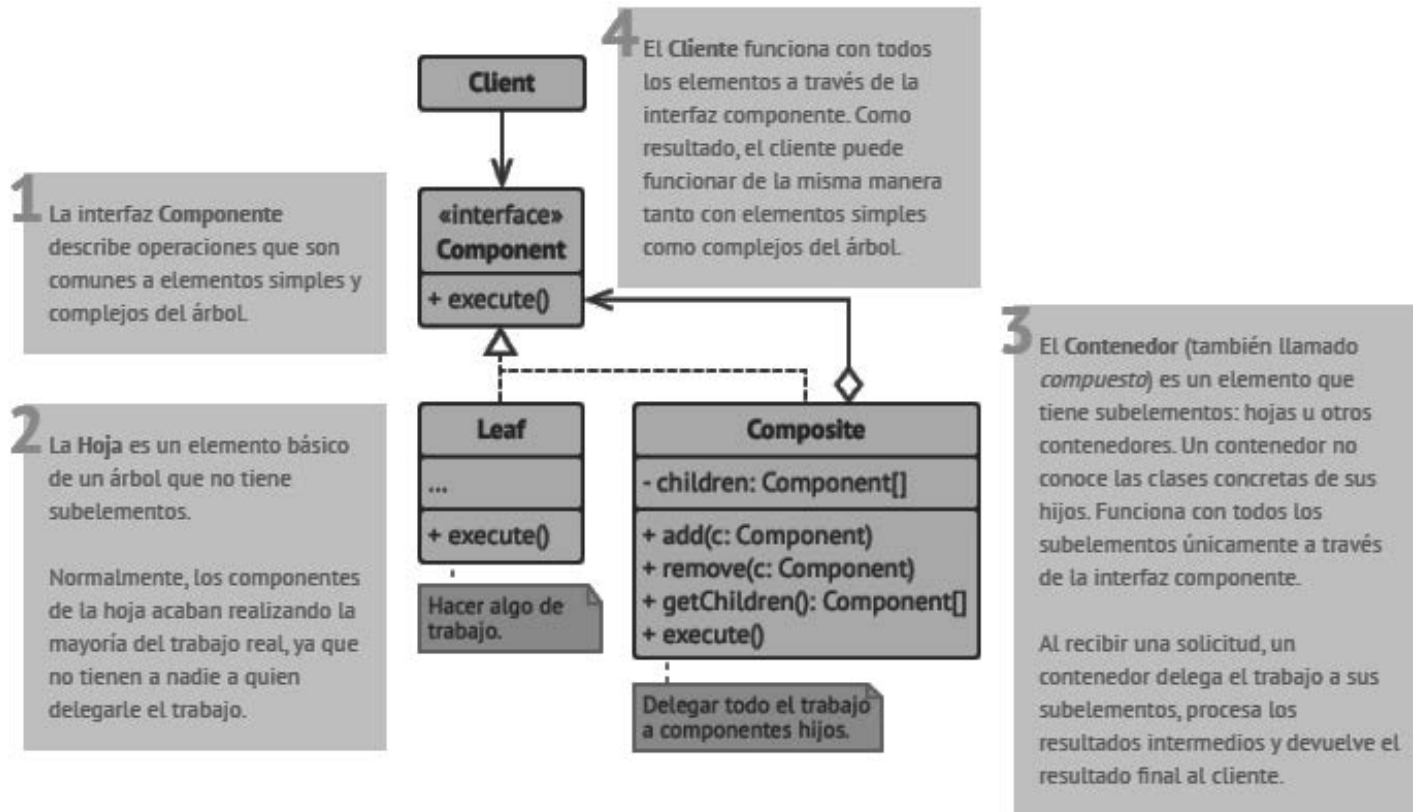 Client
4
El Cliente funciona con todos
los elementos a través de la
interfaz componente. Como
resultado, el cliente puede
funcionar de la misma manera
tanto con elementos simples
como complejos del árbol.
1
La interfaz Componente
describe operaciones que son
comunes a elementos simples y
complejos del árbol.
«interface»
Component
+ execute()
2
La Hoja es un elemento básico
de un árbol que no tiene
subelementos.
Normalmente, los componentes
de la hoja acaban realizando la
mayoría del trabajo real, ya que
no tienen a nadie a quien
delegarle el trabajo.
Leaf
...
+ execute()
Hacer algo de
trabajo.
Composite
- children: Component[]
+ add(c: Component)
+ remove(c: Component)
+ getChildren(): Component[]
+ execute()
Delegar todo el trabajo
a componentes hijos.
3
El Contenedor (también llamado
compuesto) es un elemento que
tiene subelementos: hojas u otros
contenedores. Un contenedor no
conoce las clases concretas de sus
hijos. Funciona con todos los
subelementos únicamente a través
de la interfaz componente.
Al recibir una solicitud, un
contenedor delega el trabajo a sus
subelementos, procesa los
resultados intermedios y devuelve el
resultado final al cliente.